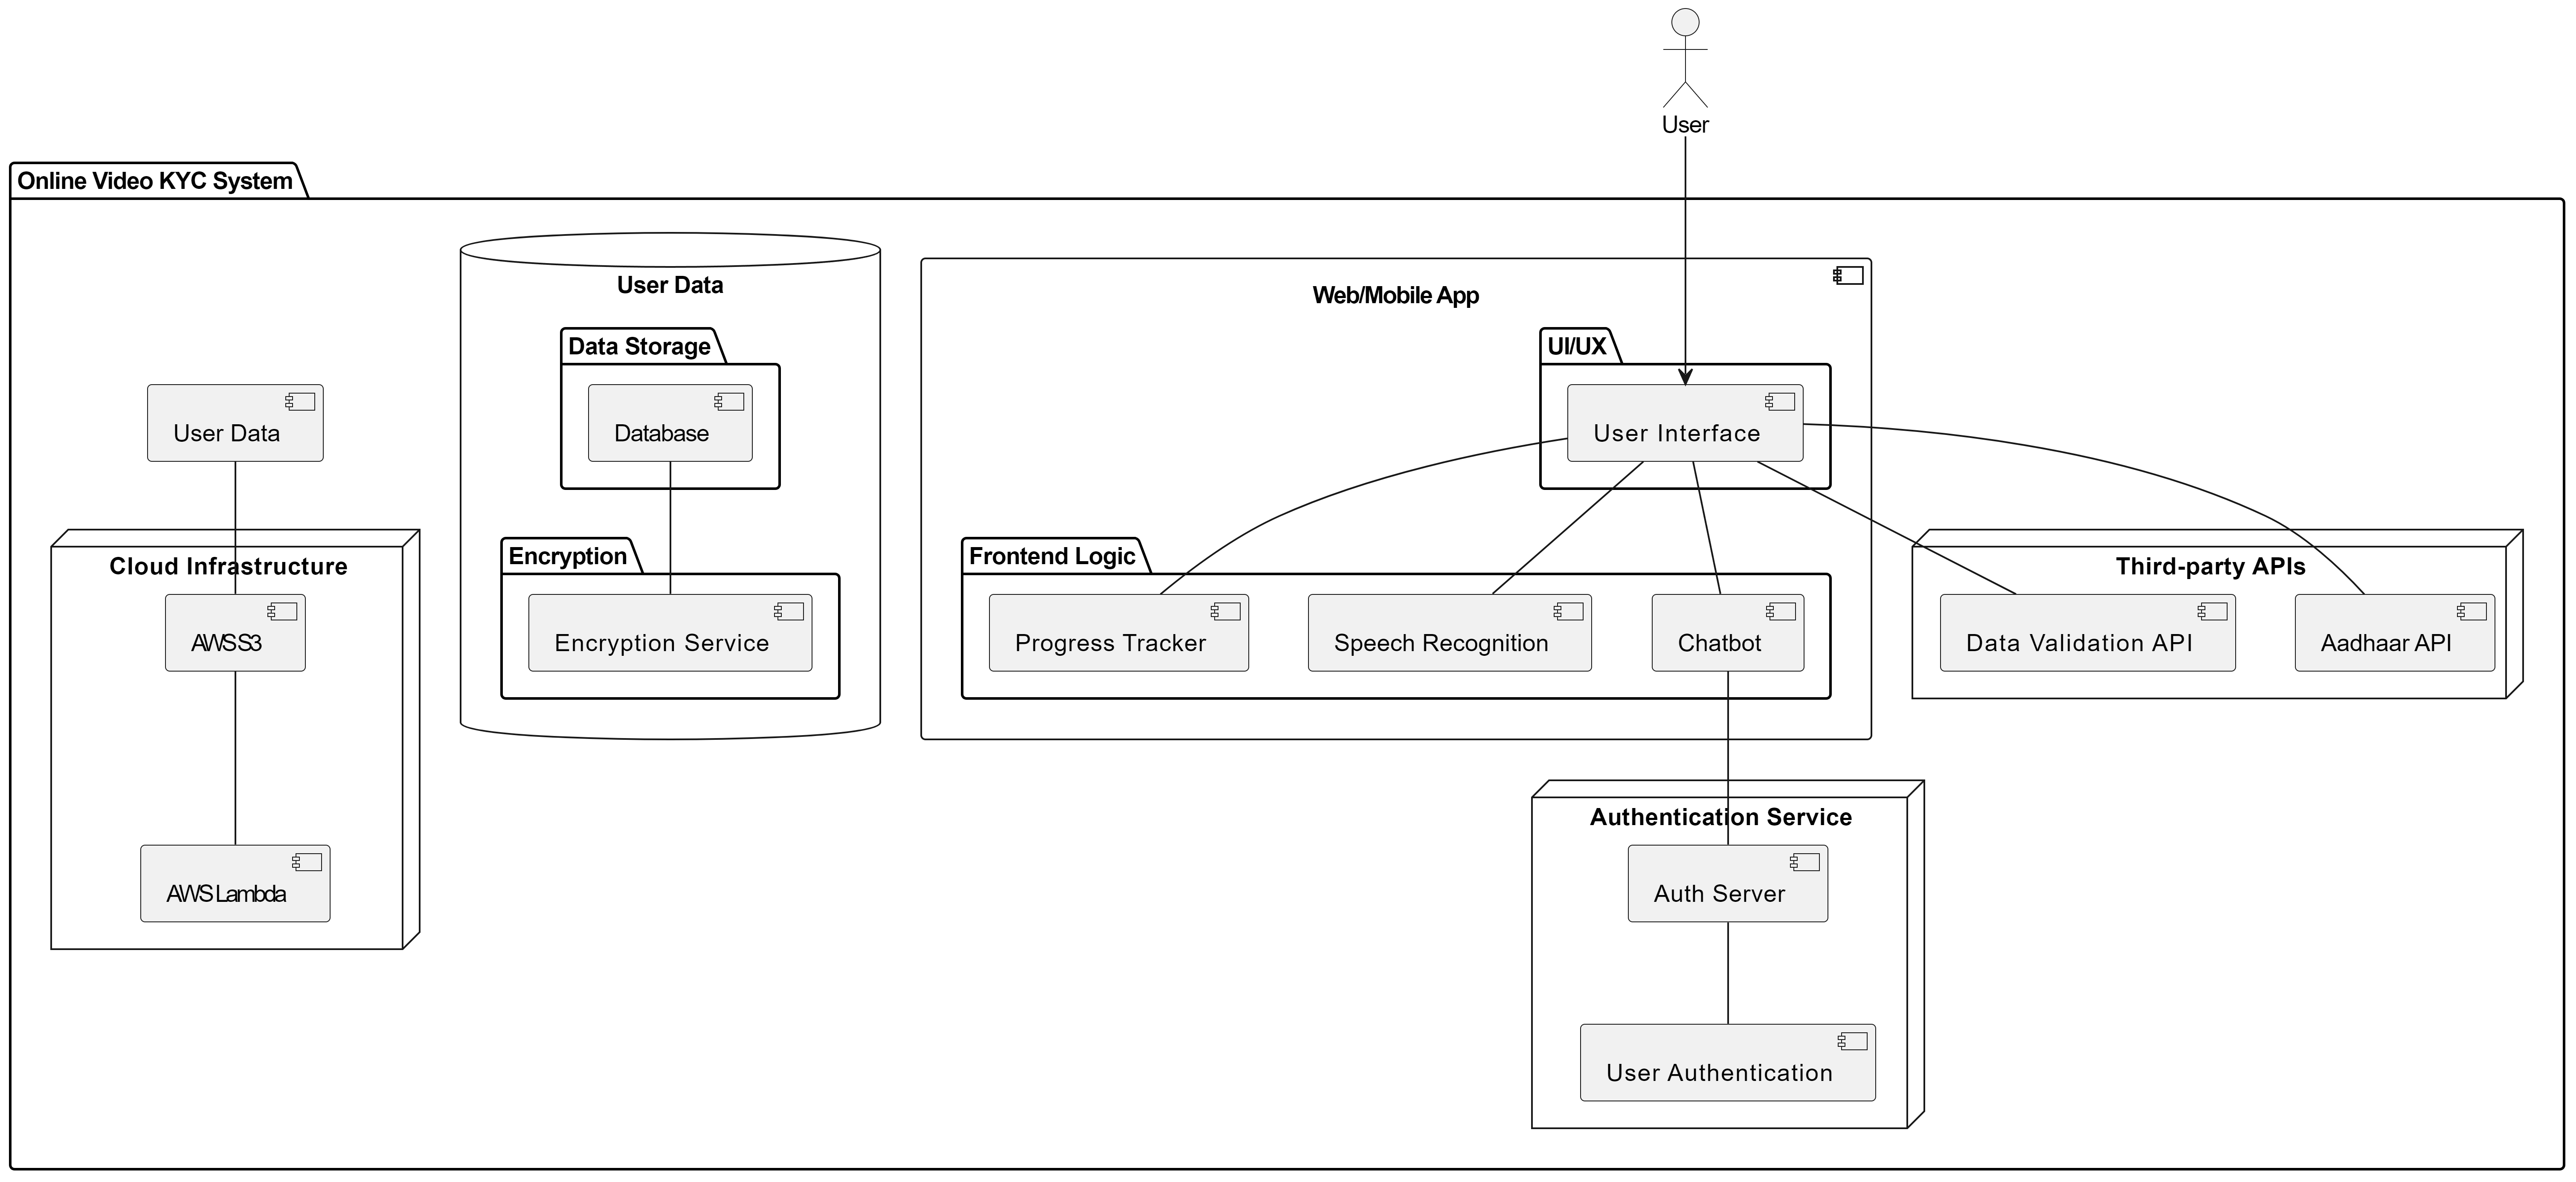 User
Online Video KYC System
User Data
Web/Mobile App
Data Storage
UI/UX
User Data
Database
User Interface
Cloud Infrastructure
Encryption
Frontend Logic
Third-party APIs
AWS S3
Encryption Service
Progress Tracker
Speech Recognition
Chatbot
Data Validation API
Aadhaar API
Authentication Service
AWS Lambda
Auth Server
User Authentication